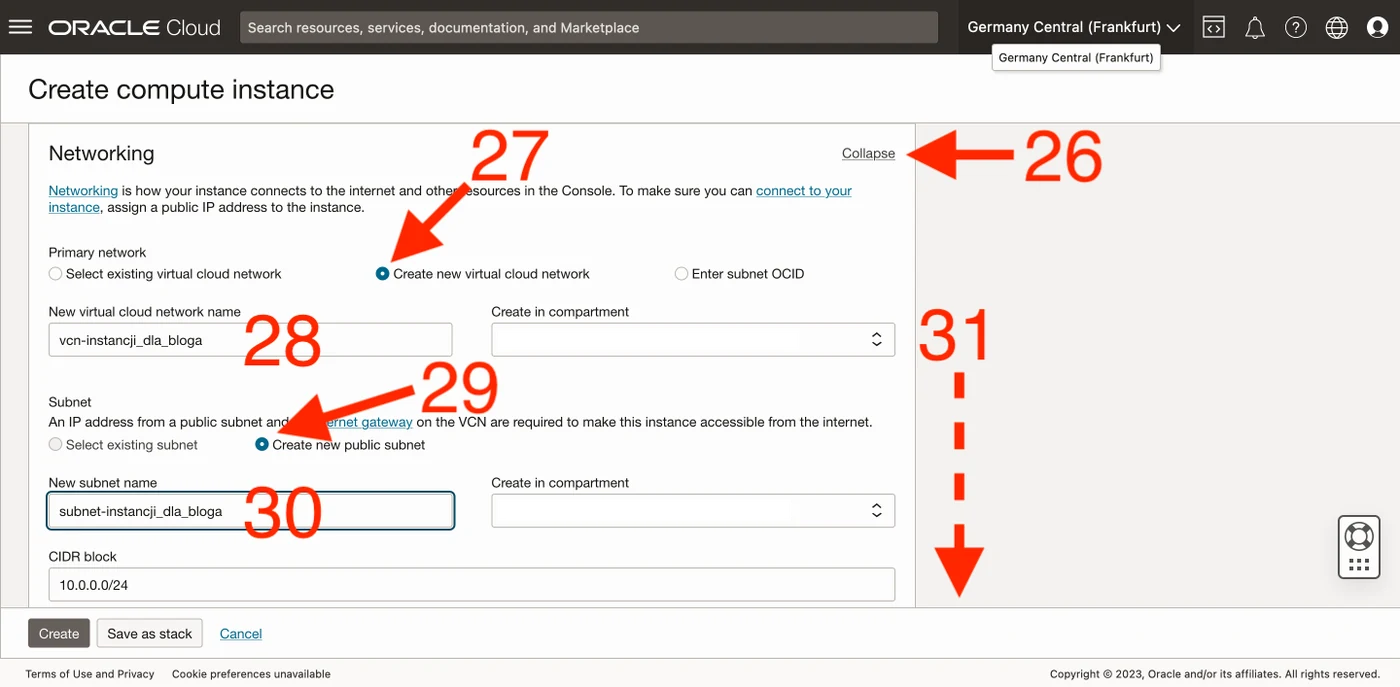 ORACLE Cloud
Search resources, services, documentation, and Marketplace
Germany Central (Frankfurt)
Germany Central (Frankfurt)
Create compute instance
27
Networking
Collapse
26
Networking is how your instance connects to the internet and other resources in the Console. To make sure you can connect to your
instance, assign a public IP address to the instance.
Primary network
Select existing virtual cloud network
Create new virtual cloud network
Enter subnet OCID
New virtual cloud network name
Create in compartment
28
31
vcn-instancji_dla_bloga
29
Subnet
An IP address from a public subnet and internet gateway on the VCN are required to make this instance accessible from the internet.
Select existing subnet
Create new public subnet
New subnet name
Create in compartment
subnet-instancji_dla_bloga
30
CIDR block
10.0.0.0/24
Create
Save as stack
Cancel
Terms of Use and Privacy
Cookie preferences unavailable
Copyright © 2023, Oracle and/or its affiliates. All rights reserved.